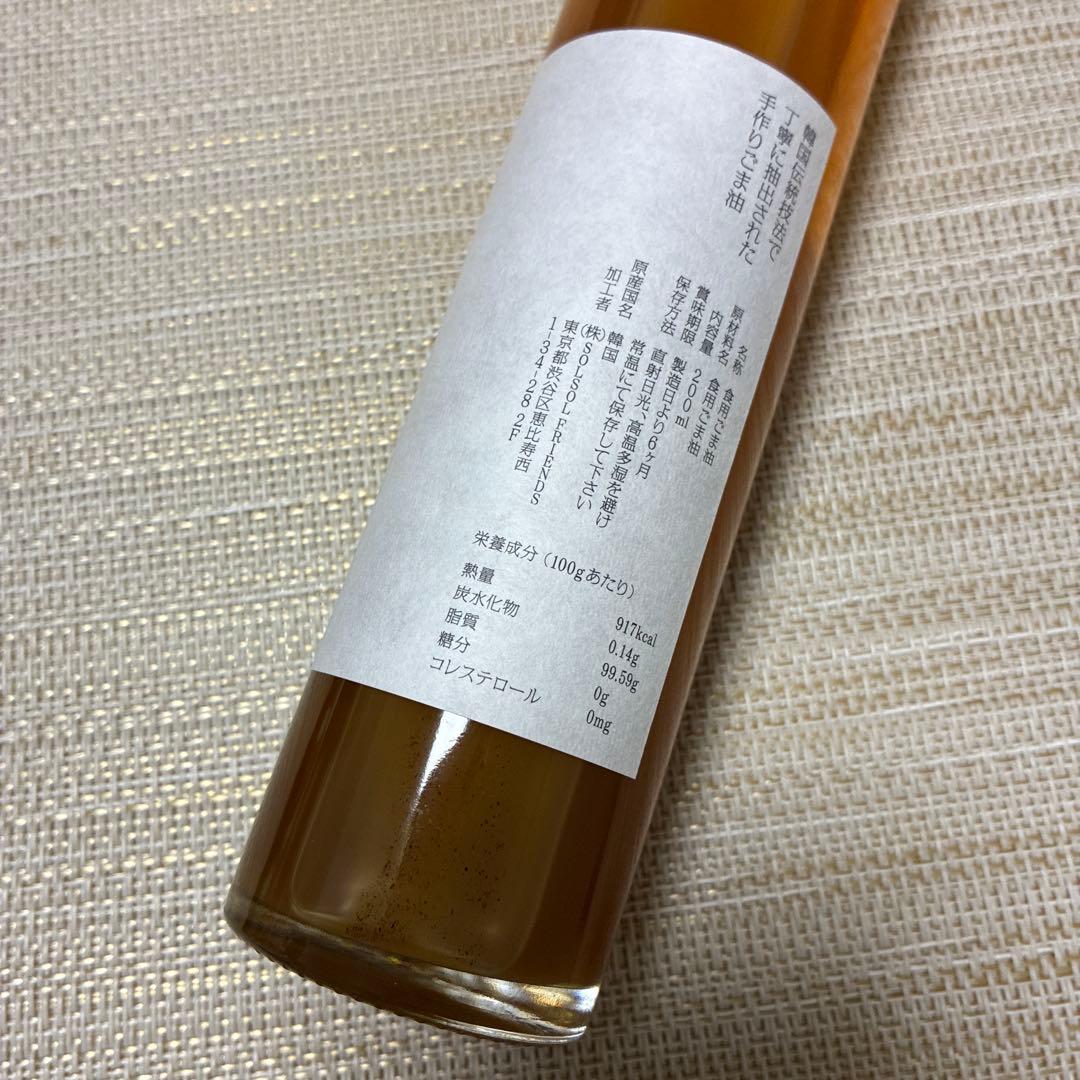 韓国伝統技法で
丁寧に抽出された
手作りごま油
名称 食用ごま油
原材料名 食用ごま油
内容量 200ml
賞味期限 製造日より6ヶ月
保存方法 直射日光、高温多湿を避け
常温にて保存して下さい
原産国名 韓国
加工者 (株)SOLSOL FRIENDS
東京都渋谷区恵比寿西
1-34-28 2F
栄養成分(100gあたり)
熱量 917kcal
炭水化物 0.14g
脂質 99.59g
糖分 0g
コレステロール 0mg